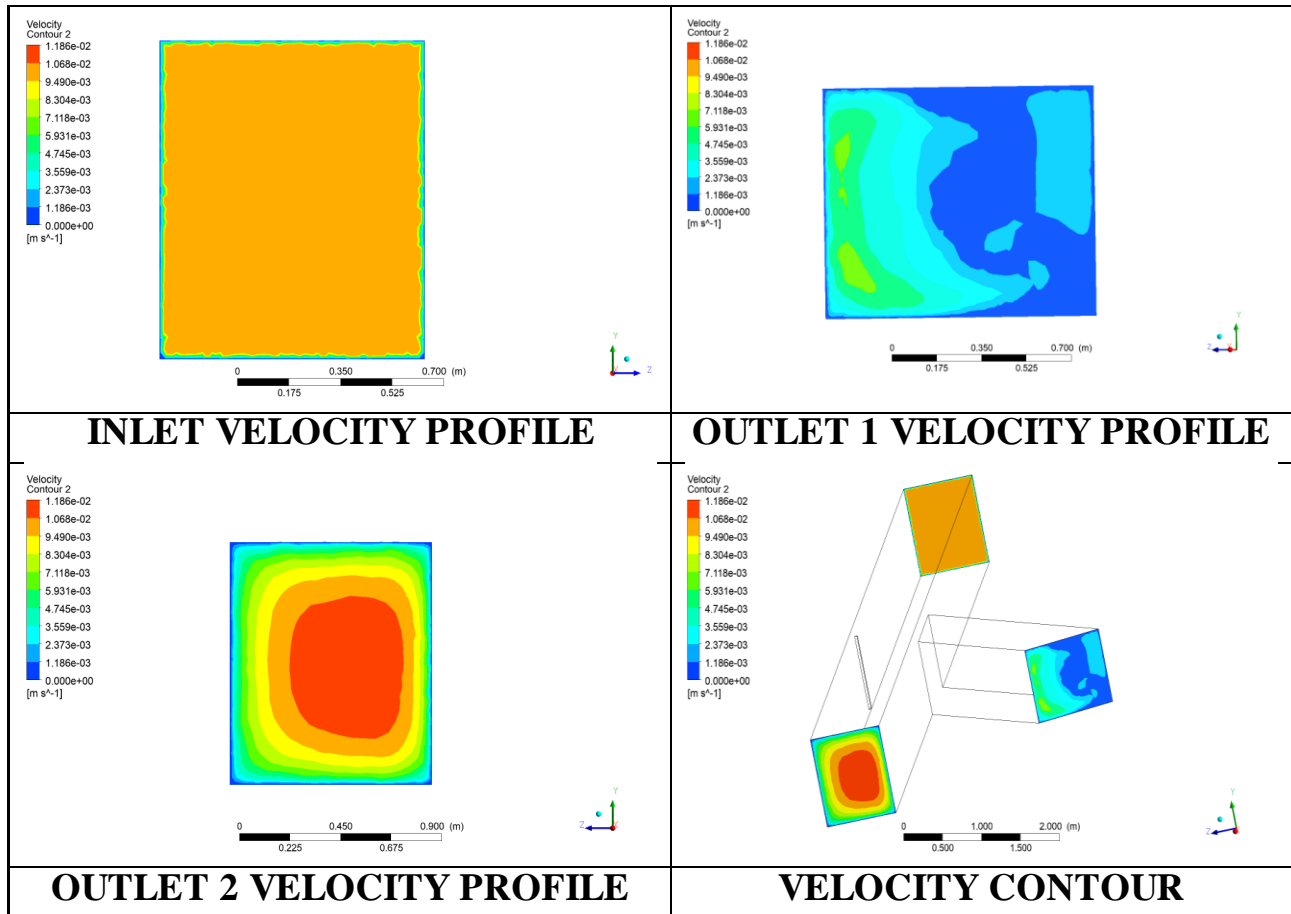 Velocity
Contour 2
1.186e-02
1.068e-02
9.490e-03
8.304e-03
7.118e-03
5.931e-03
4.745e-03
3.559e-03
2.373e-03
1.186e-03
0.000e+00
[m s^-1]
0 0.350 0.700 (m)
0.175 0.525
Y
Z
INLET VELOCITY PROFILE
Velocity
Contour 2
1.186e-02
1.068e-02
9.490e-03
8.304e-03
7.118e-03
5.931e-03
4.745e-03
3.559e-03
2.373e-03
1.186e-03
0.000e+00
[m s^-1]
0 0.350 0.700 (m)
0.175 0.525
Y
Z
OUTLET 1 VELOCITY PROFILE
Velocity
Contour 2
1.186e-02
1.068e-02
9.490e-03
8.304e-03
7.118e-03
5.931e-03
4.745e-03
3.559e-03
2.373e-03
1.186e-03
0.000e+00
[m s^-1]
0 0.450 0.900 (m)
0.225 0.675
Y
Z
OUTLET 2 VELOCITY PROFILE
Velocity
Contour 2
1.186e-02
1.068e-02
9.490e-03
8.304e-03
7.118e-03
5.931e-03
4.745e-03
3.559e-03
2.373e-03
1.186e-03
0.000e+00
[m s^-1]
0 1.000 2.000 (m)
0.500 1.500
Y
Z
VELOCITY CONTOUR